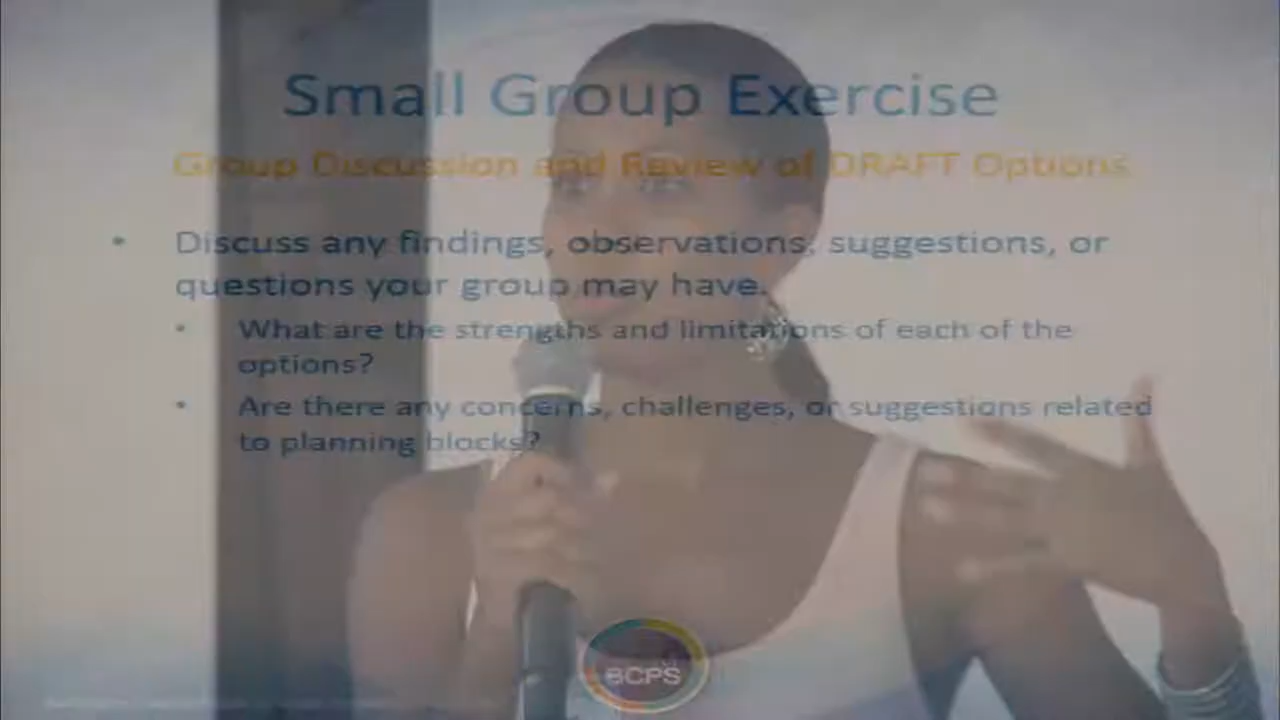 Small Group Exercise
Group Discussion and Review of DRAFT Options
• Discuss any findings, observations, suggestions, or
questions your group may have.
• What are the strengths and limitations of each of the
options?
• Are there any concerns, challenges, or suggestions related
to planning blocks?
BCPS